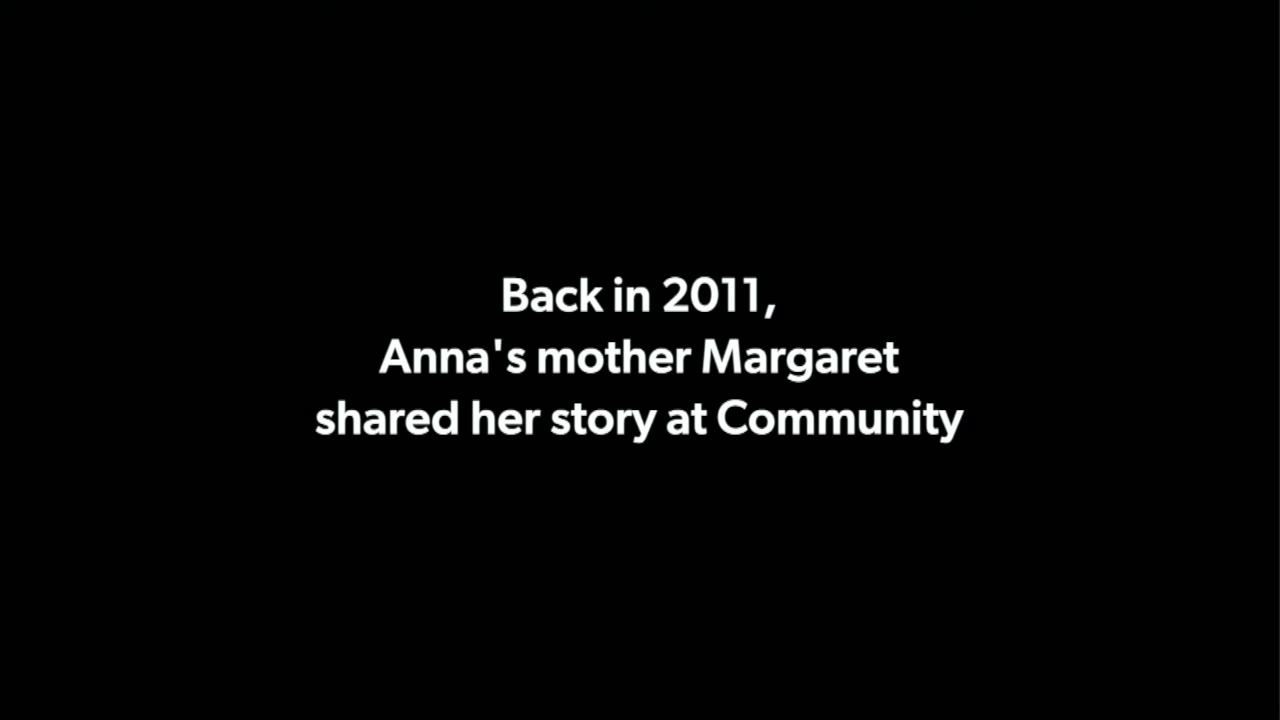 Back in 2011,
Anna's mother Margaret
shared her story at Community